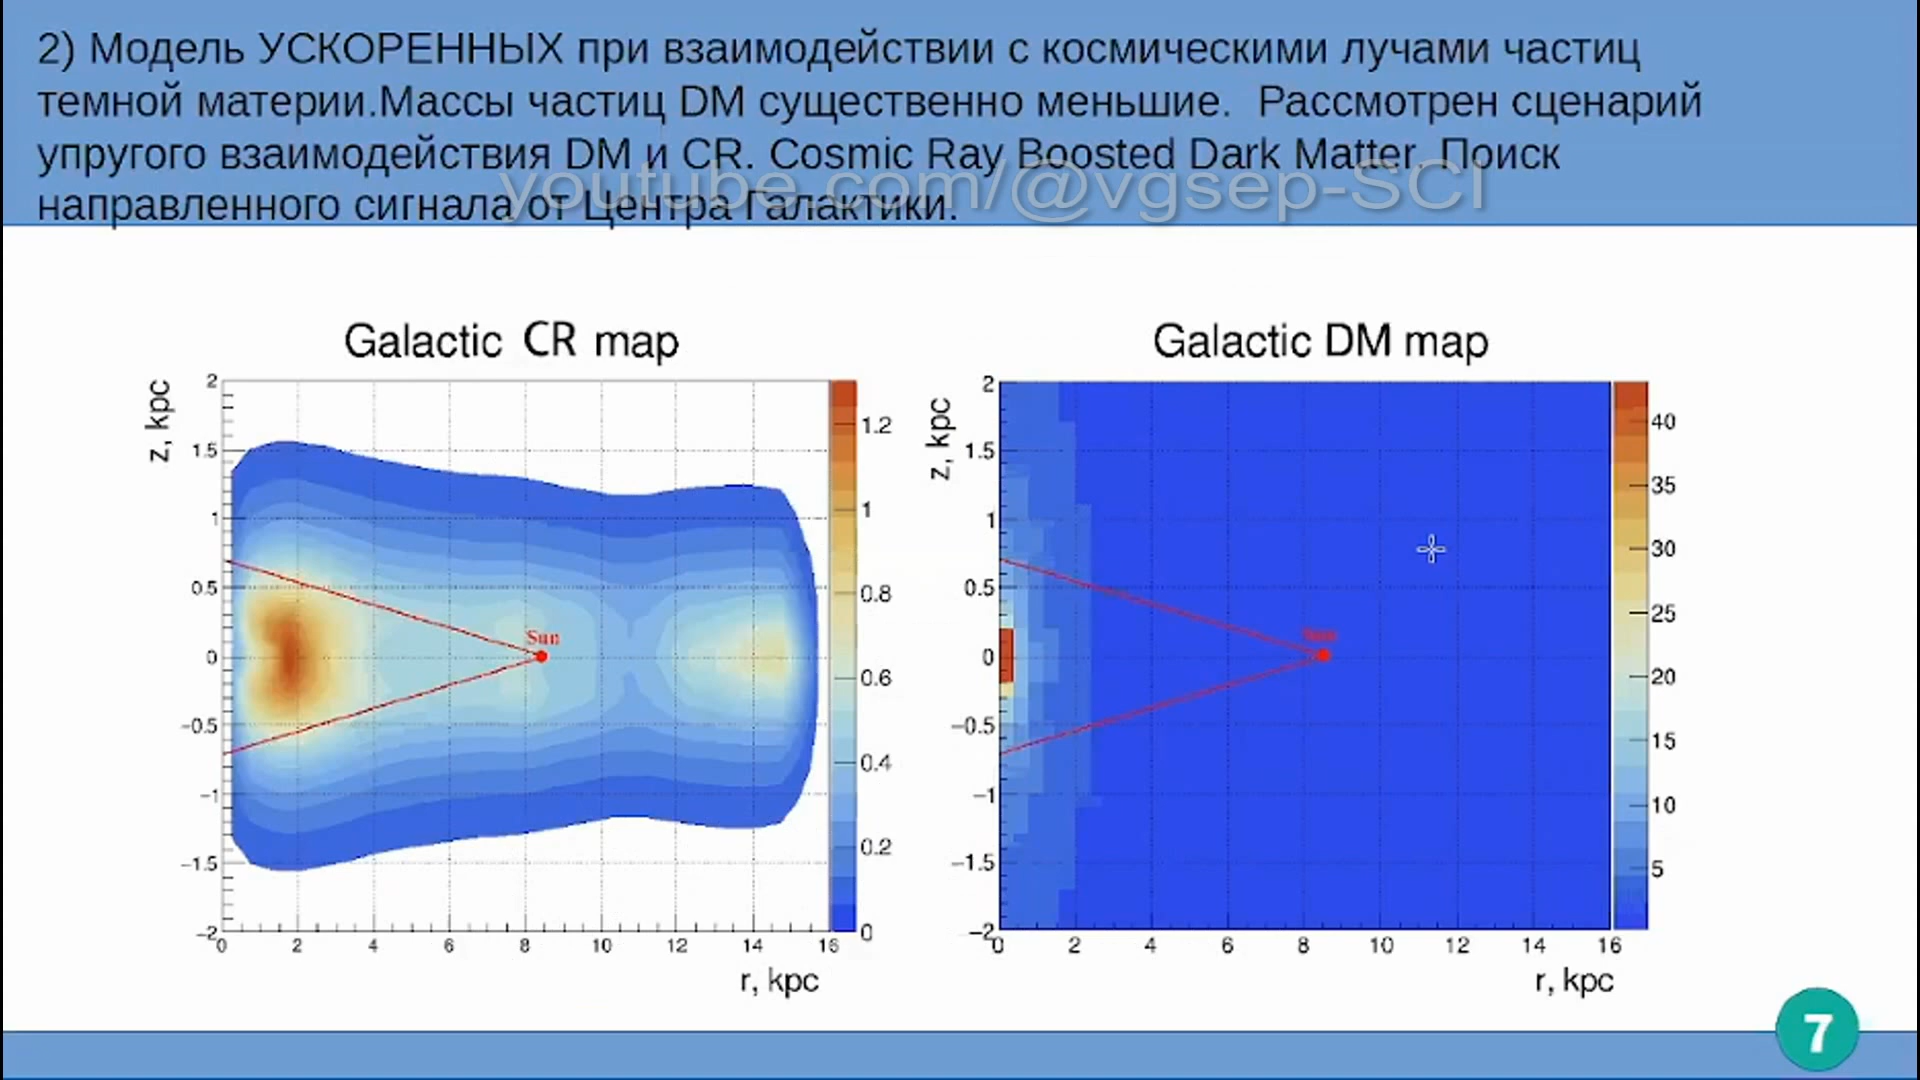 2) Модель УСКОРЕННЫХ при взаимодействии с космическими лучами частиц
темной материи.Массы частиц DM существенно меньшие. Рассмотрен сценарий
упругого взаимодействия DM и CR. Cosmic Ray Boosted Dark Matter. Поиск
направленного сигнала от Центра Галактики.
youtube.com/@vgsep-SCI
Galactic CR map
z, kpc
2
1.5
1
0.5
0
−0.5
−1
−1.5
−2
0 2 4 6 8 10 12 14 16
r, kpc
Sun
1.2
1
0.8
0.6
0.4
0.2
0
Galactic DM map
z, kpc
2
1.5
1
0.5
0
−0.5
−1
−1.5
−2
0 2 4 6 8 10 12 14 16
r, kpc
Sun
40
35
30
25
20
15
10
5
7